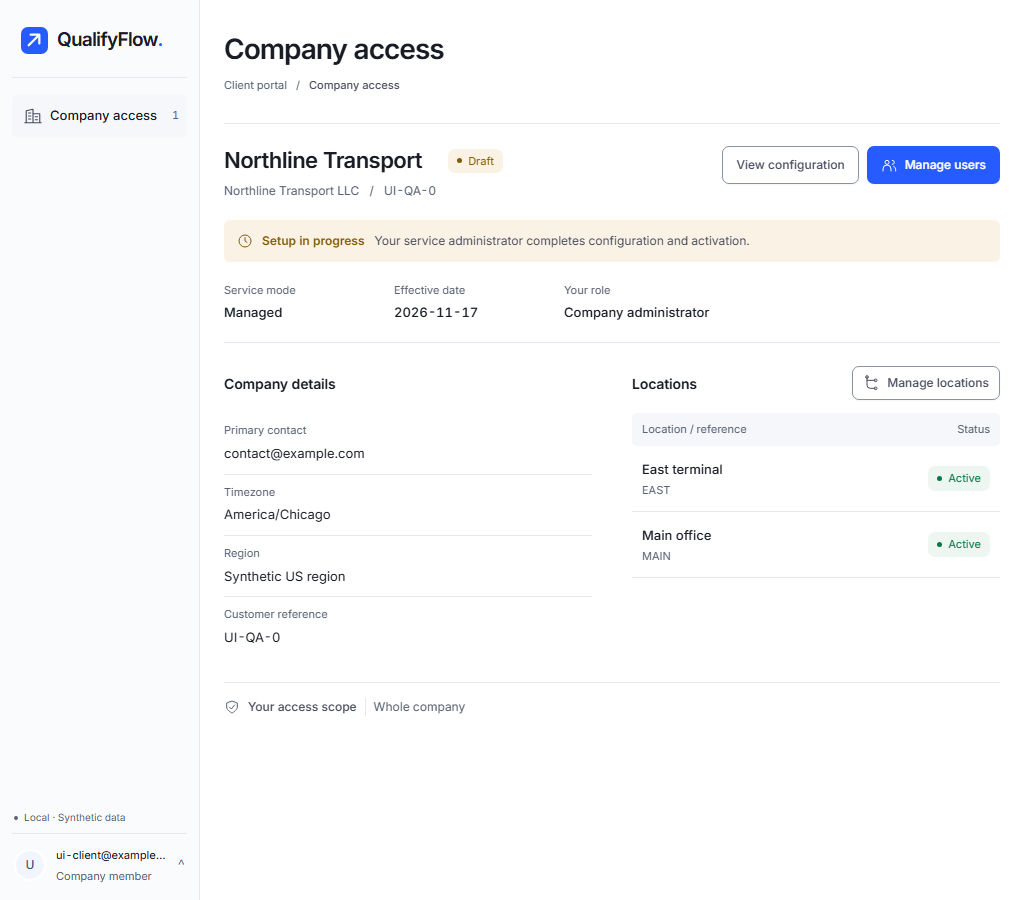 QualifyFlow.
Company access 1
Local · Synthetic data
U
ui-client@example...
Company member
Company access
Client portal / Company access
Northline Transport
Draft
Northline Transport LLC / UI-QA-0
View configuration
Manage users
Setup in progress Your service administrator completes configuration and activation.
Service mode
Managed
Effective date
2026-11-17
Your role
Company administrator
Company details
Primary contact
contact@example.com
Timezone
America/Chicago
Region
Synthetic US region
Customer reference
UI-QA-0
Locations
Manage locations
Location / reference Status
East terminal
EAST
Active
Main office
MAIN
Active
Your access scope Whole company